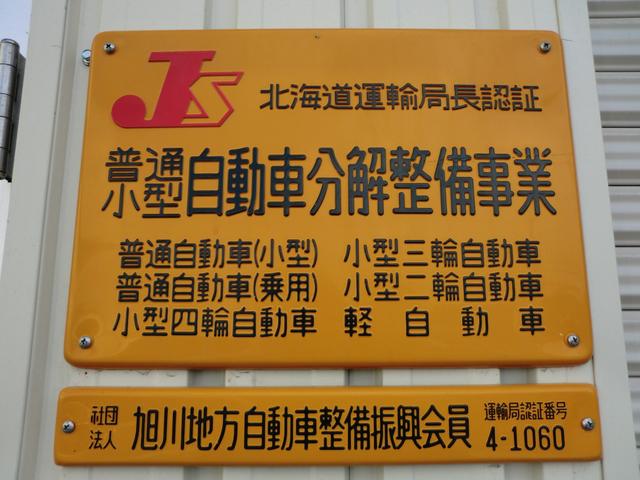 JS 北海道運輸局長認証
普通
小型 自動車分解整備事業
普通自動車(小型) 小型三輪自動車
普通自動車(乗用) 小型二輪自動車
小型四輪自動車 軽自動車
社団
法人 旭川地方自動車整備振興会員 運輸局認証番号
4-1060